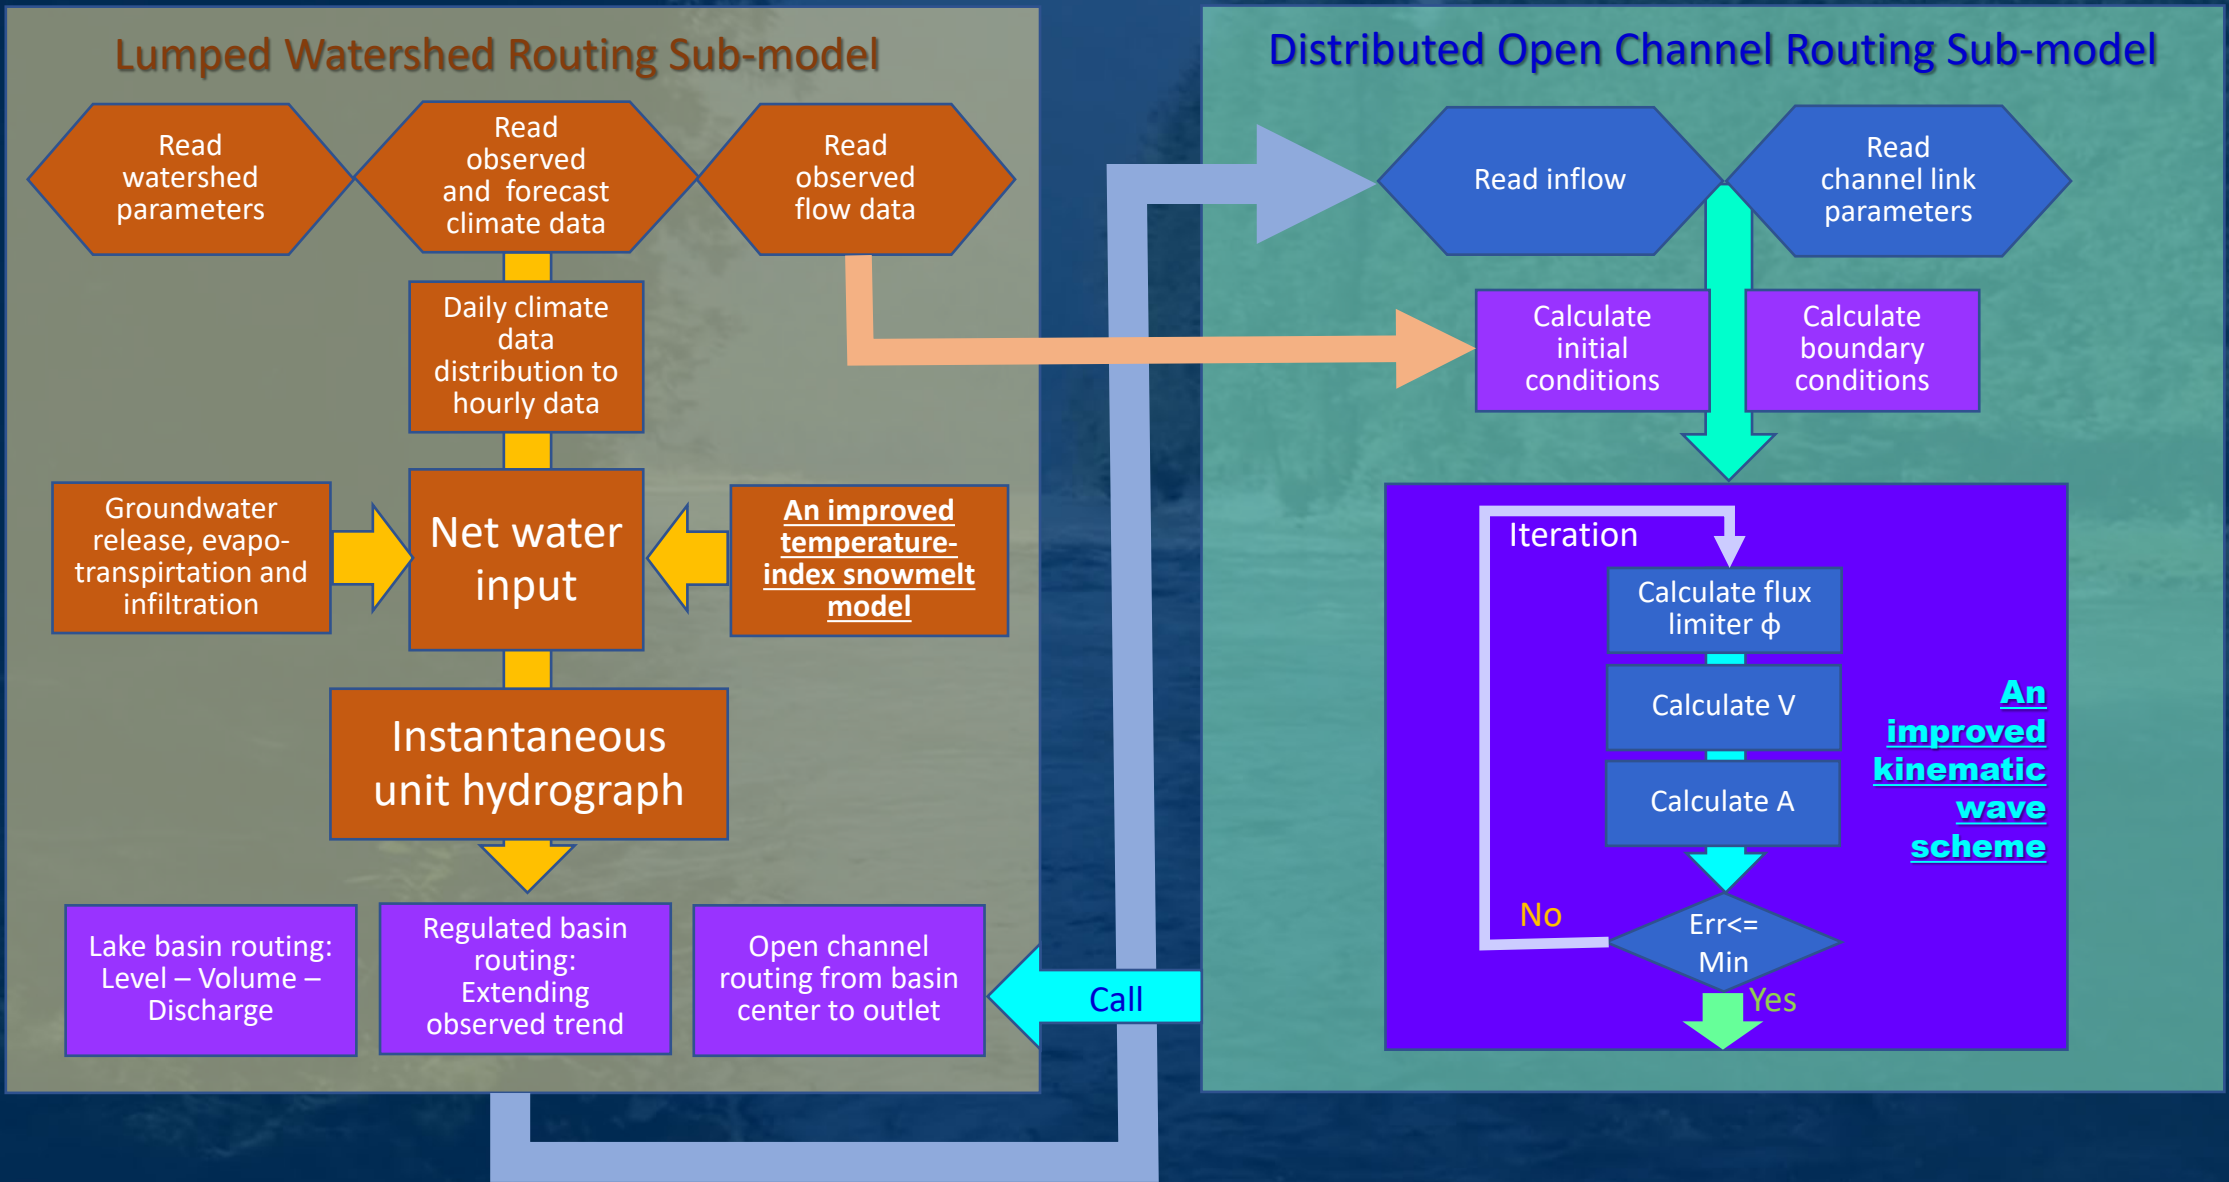 Lumped Watershed Routing Sub-model
Read
watershed
parameters
Read
observed
and forecast
climate data
Read
observed
flow data
Daily climate
data
distribution to
hourly data
Groundwater
release, evapo-
transpirtation and
infiltration
Net water
input
An improved
temperature-
index snowmelt
model
Instantaneous
unit hydrograph
Lake basin routing:
Level – Volume –
Discharge
Regulated basin
routing:
Extending
observed trend
Open channel
routing from basin
center to outlet
Call
Distributed Open Channel Routing Sub-model
Read inflow
Read
channel link
parameters
Calculate
initial
conditions
Calculate
boundary
conditions
Iteration
Calculate flux
limiter ф
Calculate V
Calculate A
An
improved
kinematic
wave
scheme
No
Err<=
Min
Yes